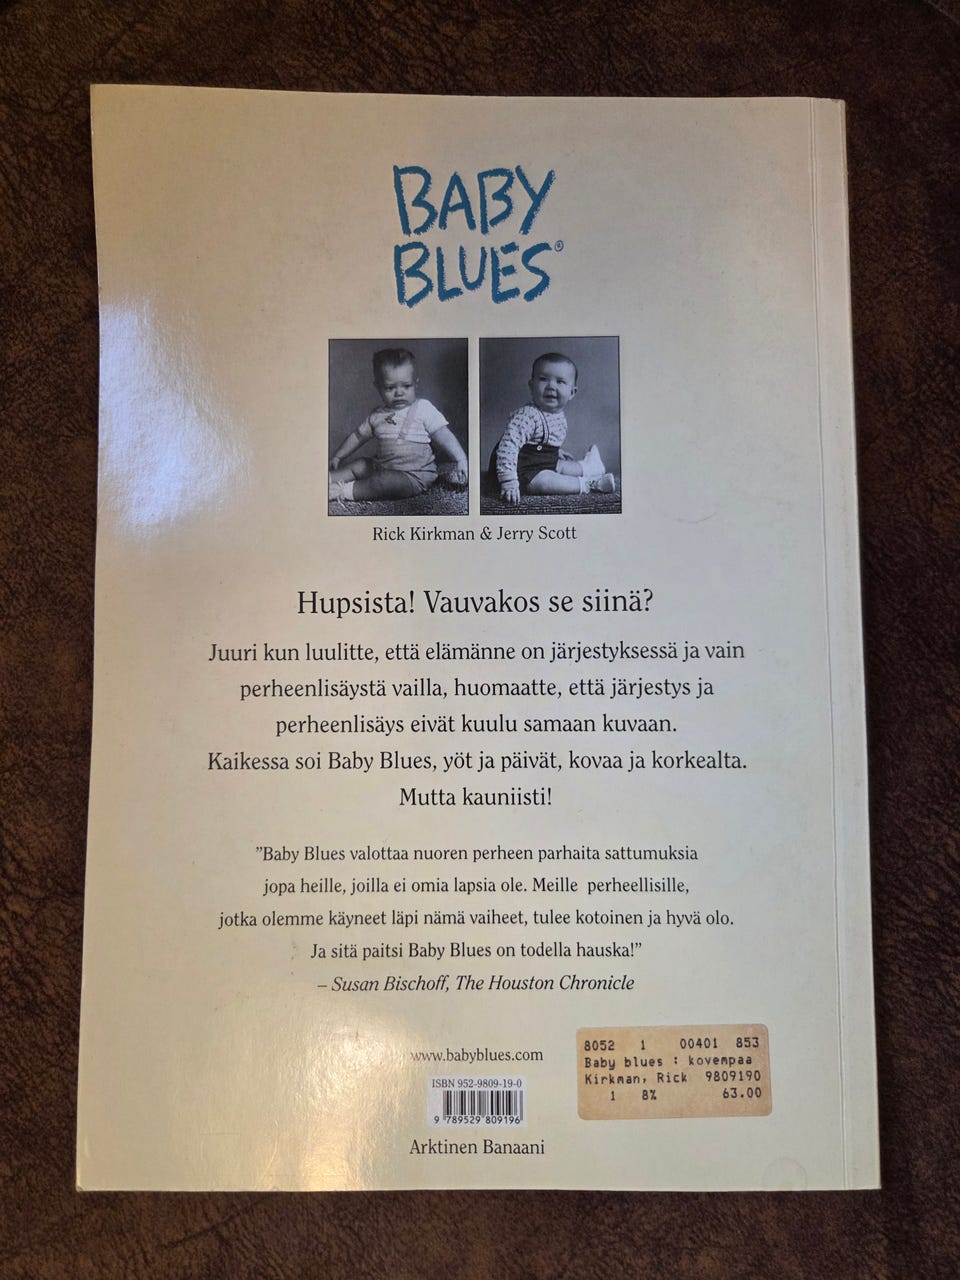 BABY
BLUES®
Rick Kirkman & Jerry Scott
Hupsista! Vauvakos se siinä?
Juuri kun luulitte, että elämänne on järjestyksessä ja vain
perheenlisäystä vailla, huomaatte, että järjestys ja
perheenlisäys eivät kuulu samaan kuvaan.
Kaikessa soi Baby Blues, yöt ja päivät, kovaa ja korkealta.
Mutta kauniisti!
”Baby Blues valottaa nuoren perheen parhaita sattumuksia
jopa heille, joilla ei omia lapsia ole. Meille perheellisille,
jotka olemme käyneet läpi nämä vaiheet, tulee kotoinen ja hyvä olo.
Ja sitä paitsi Baby Blues on todella hauska!”
– Susan Bischoff, The Houston Chronicle
www.babyblues.com
ISBN 952-9809-19-0
9 789529 809196
Arktinen Banaani
8052 1 00401 853
Baby blues : kovempaa
Kirkman, Rick 9809190
1 8% 63.00